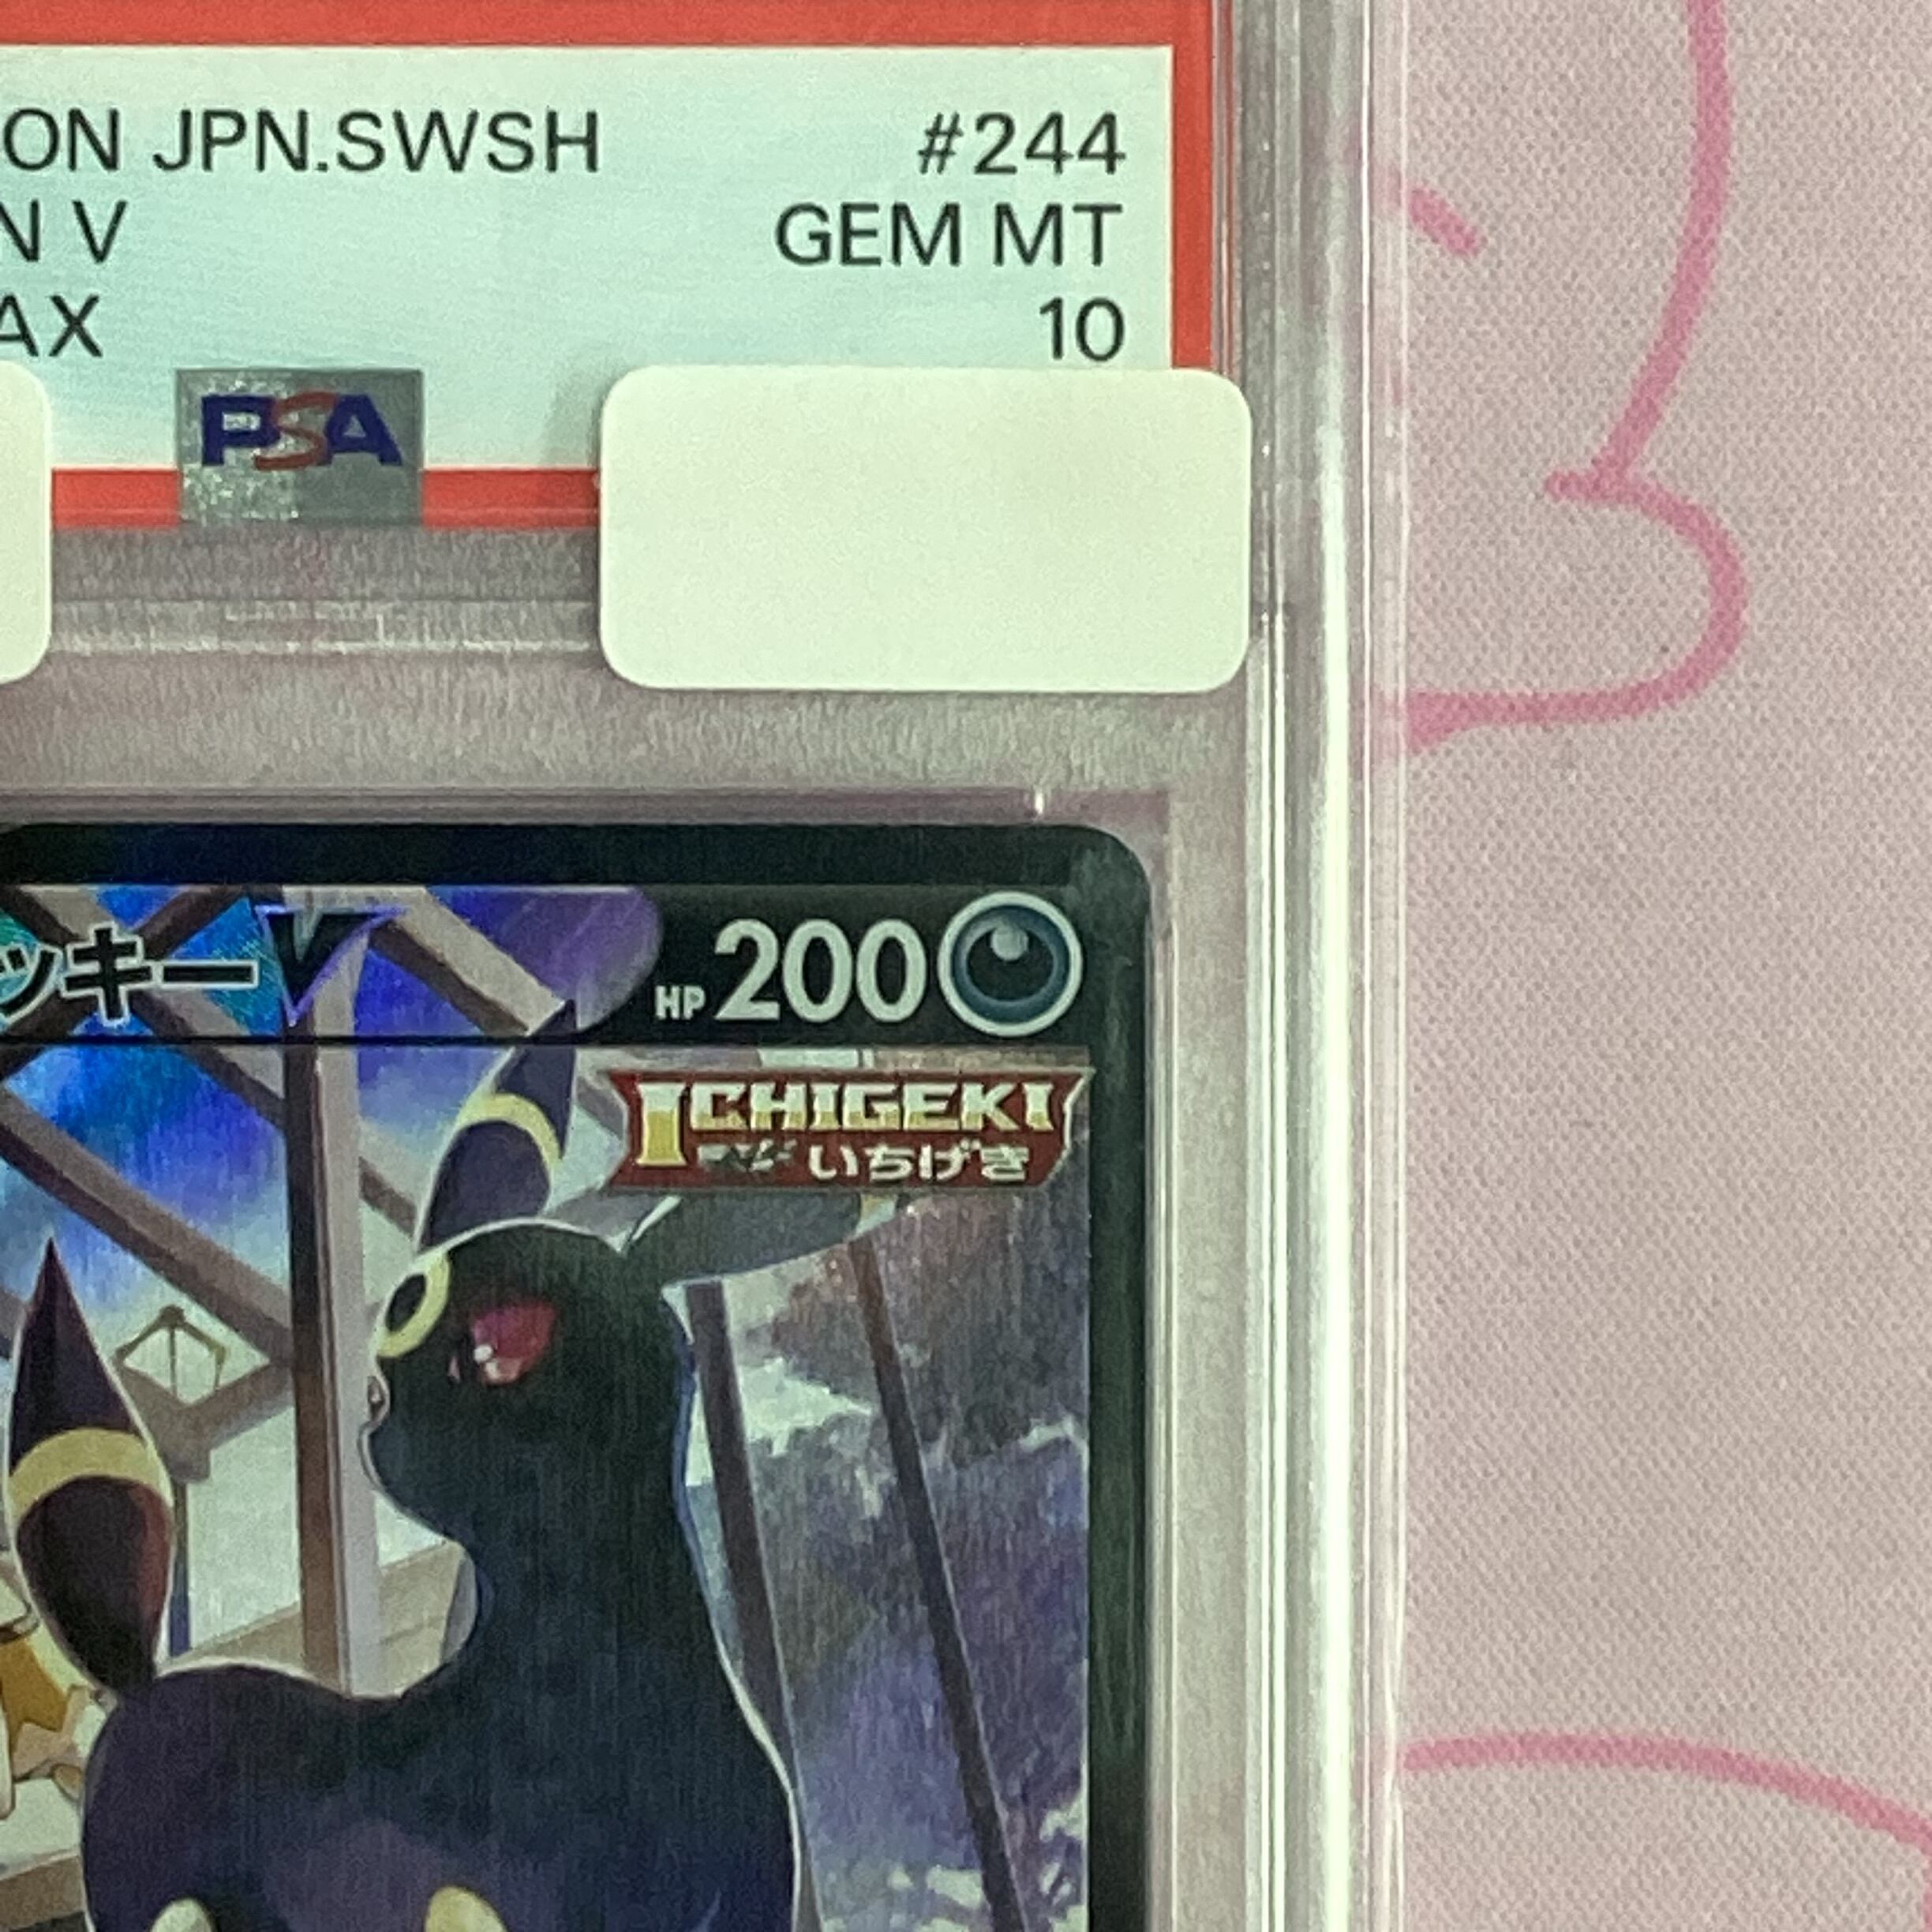 ON JPN.SWSH #244
N V GEM MT
AX 10
PSA
ッキーV HP 200
ICHIGEKI
いちげき